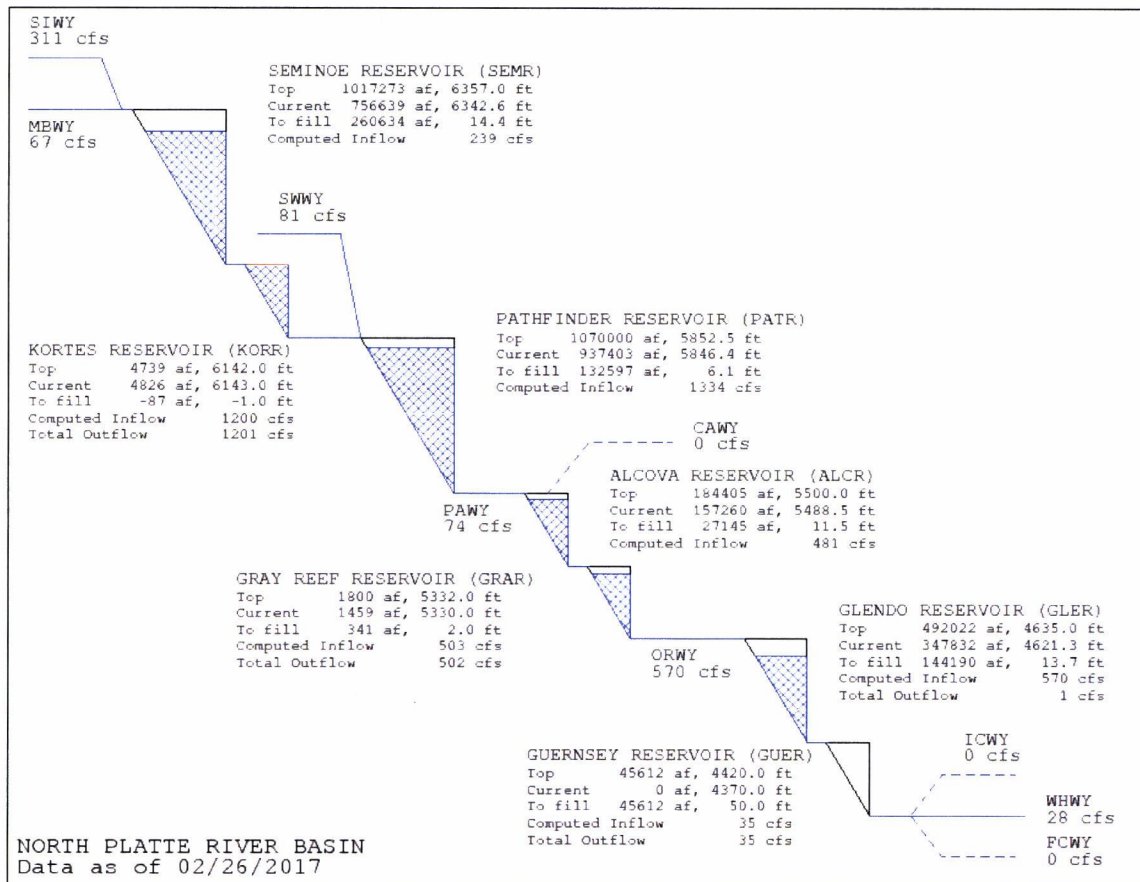 SIWY
311 cfs
MBWY
67 cfs
SEMINOE RESERVOIR (SEMR)
Top 1017273 af, 6357.0 ft
Current 756639 af, 6342.6 ft
To fill 260634 af, 14.4 ft
Computed Inflow 239 cfs
SWWY
81 cfs
KORTES RESERVOIR (KORR)
Top 4739 af, 6142.0 ft
Current 4826 af, 6143.0 ft
To fill -87 af, -1.0 ft
Computed Inflow 1200 cfs
Total Outflow 1201 cfs
PATHFINDER RESERVOIR (PATR)
Top 1070000 af, 5852.5 ft
Current 937403 af, 5846.4 ft
To fill 132597 af, 6.1 ft
Computed Inflow 1334 cfs
CAWY
0 cfs
PAWY
74 cfs
ALCOVA RESERVOIR (ALCR)
Top 184405 af, 5500.0 ft
Current 157260 af, 5488.5 ft
To fill 27145 af, 11.5 ft
Computed Inflow 481 cfs
GRAY REEF RESERVOIR (GRAR)
Top 1800 af, 5332.0 ft
Current 1459 af, 5330.0 ft
To fill 341 af, 2.0 ft
Computed Inflow 503 cfs
Total Outflow 502 cfs
ORWY
570 cfs
GLENDO RESERVOIR (GLER)
Top 492022 af, 4635.0 ft
Current 347832 af, 4621.3 ft
To fill 144190 af, 13.7 ft
Computed Inflow 570 cfs
Total Outflow 1 cfs
GUERNSEY RESERVOIR (GUER)
Top 45612 af, 4420.0 ft
Current 0 af, 4370.0 ft
To fill 45612 af, 50.0 ft
Computed Inflow 35 cfs
Total Outflow 35 cfs
ICWY
0 cfs
WHWY
28 cfs
FCWY
0 cfs
NORTH PLATTE RIVER BASIN
Data as of 02/26/2017